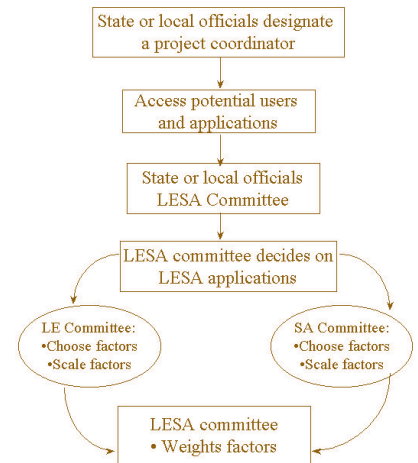 State or local officials designate
a project coordinator
Access potential users
and applications
State or local officials
LESA Committee
LESA committee decides on
LESA applications
LE Committee:
•Choose factors
•Scale factors
SA Committee:
•Choose factors
•Scale factors
LESA committee
• Weights factors